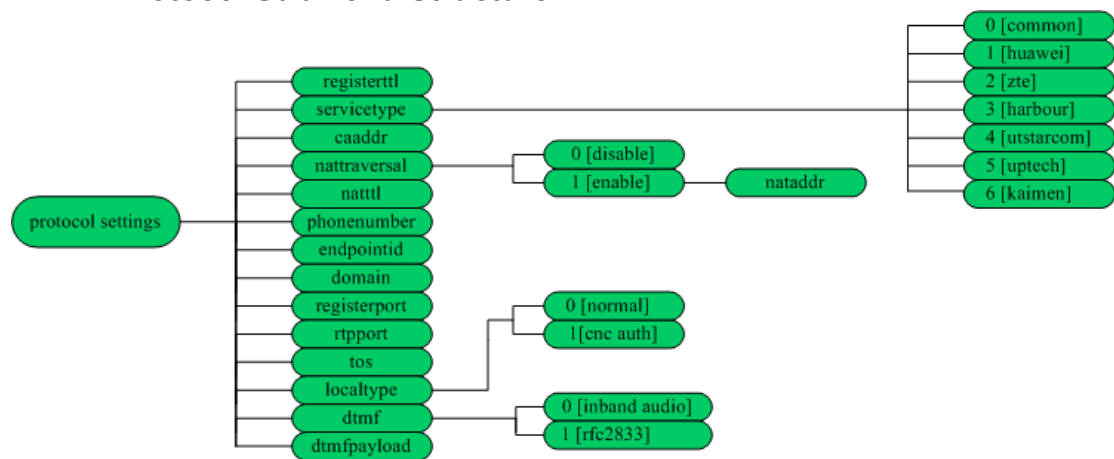 registerttl
servicetype
caaddr
nattraversal
natttl
protocol settings
phonenumber
endpointid
domain
registerport
rtpport
tos
localtype
dtmf
dtmfpayload
0 [disable]
1 [enable]
nataddr
0 [normal]
1[cnc auth]
0 [inband audio]
1 [rfc2833]
0 [common]
1 [huawei]
2 [zte]
3 [harbour]
4 [utstarcom]
5 [uptech]
6 [kaimen]